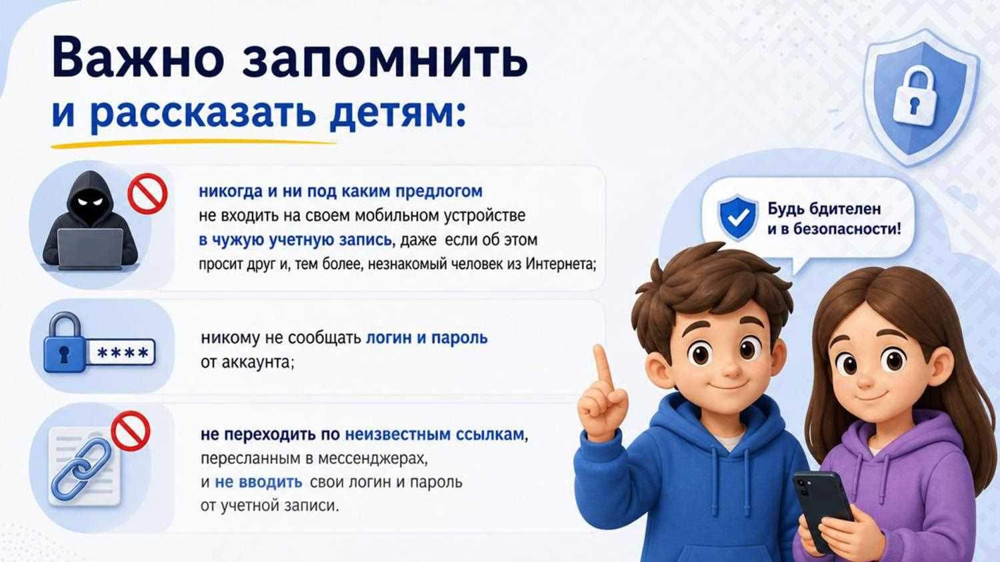 Важно запомнить
и рассказать детям:
никогда и ни под каким предлогом
не входить на своем мобильном устройстве
в чужую учетную запись, даже если об этом
просит друг и, тем более, незнакомый человек из Интернета;
Будь бдителен
и в безопасности!
****
никому не сообщать логин и пароль
от аккаунта;
не переходить по неизвестным ссылкам,
пересланным в мессенджерах,
и не вводить свои логин и пароль
от учетной записи.